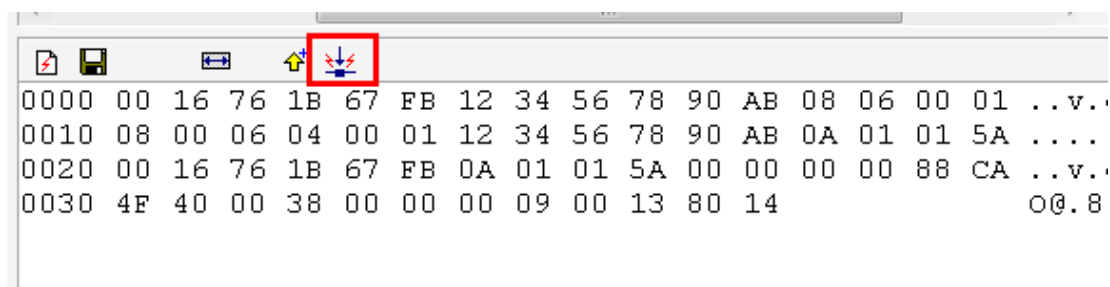 0000 00 16 76 1B 67 FB 12 34 56 78 90 AB 08 06 00 01 ..v.
0010 08 00 06 04 00 01 12 34 56 78 90 AB 0A 01 01 5A ....
0020 00 16 76 1B 67 FB 0A 01 01 5A 00 00 00 00 88 CA ..v.
0030 4F 40 00 38 00 00 00 09 00 13 80 14 O@.8